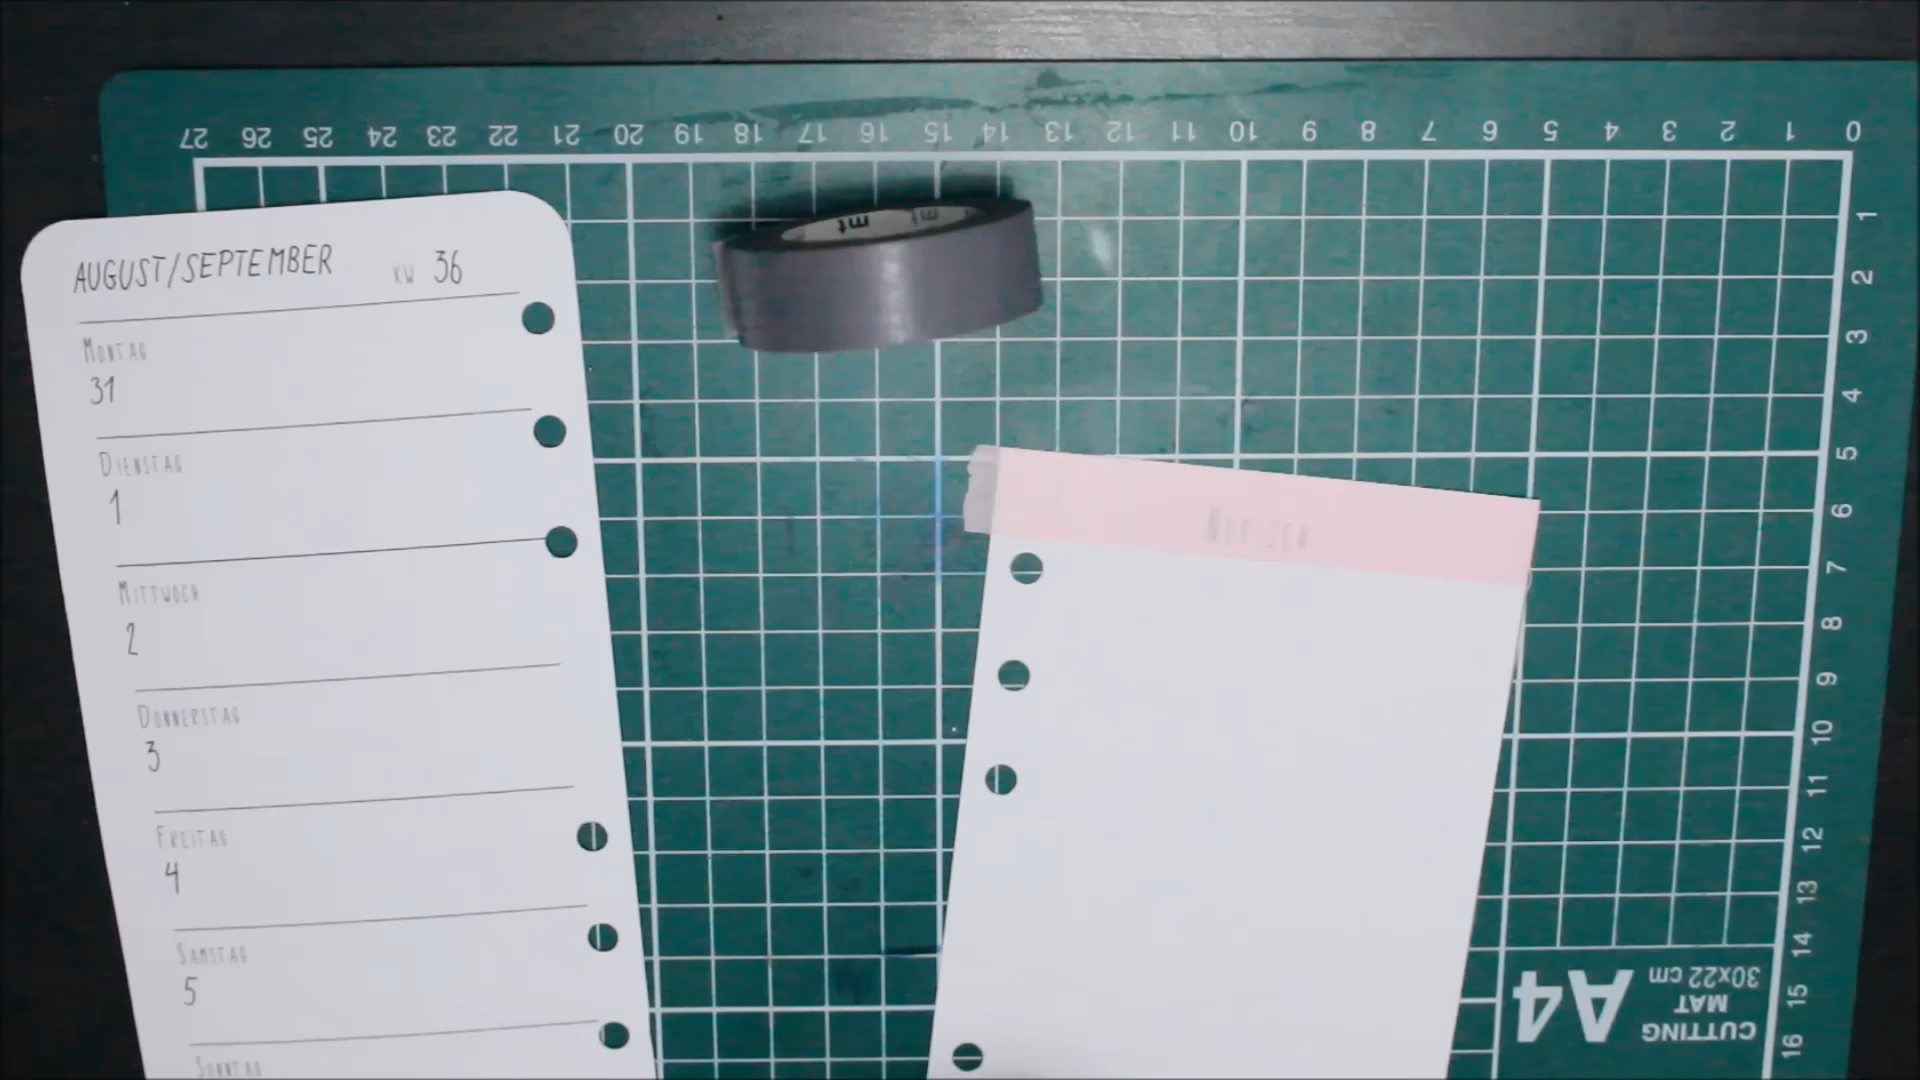 27 26 25 24 23 22 21 20 19 18 17 16 15 14 13 12 11 10 9 8 7 6 5 4 3 2 1 0
AUGUST/SEPTEMBER KW 36
MONTAG
31
DIENSTAG
1
MITTWOCH
2
DONNERSTAG
3
FREITAG
4
SAMSTAG
5
SONNTAG
mt mt
NOTIZEN
1
2
3
4
5
6
7
8
9
10
11
12
13
14
15
16
CUTTING
MAT
30x22 cm
A4